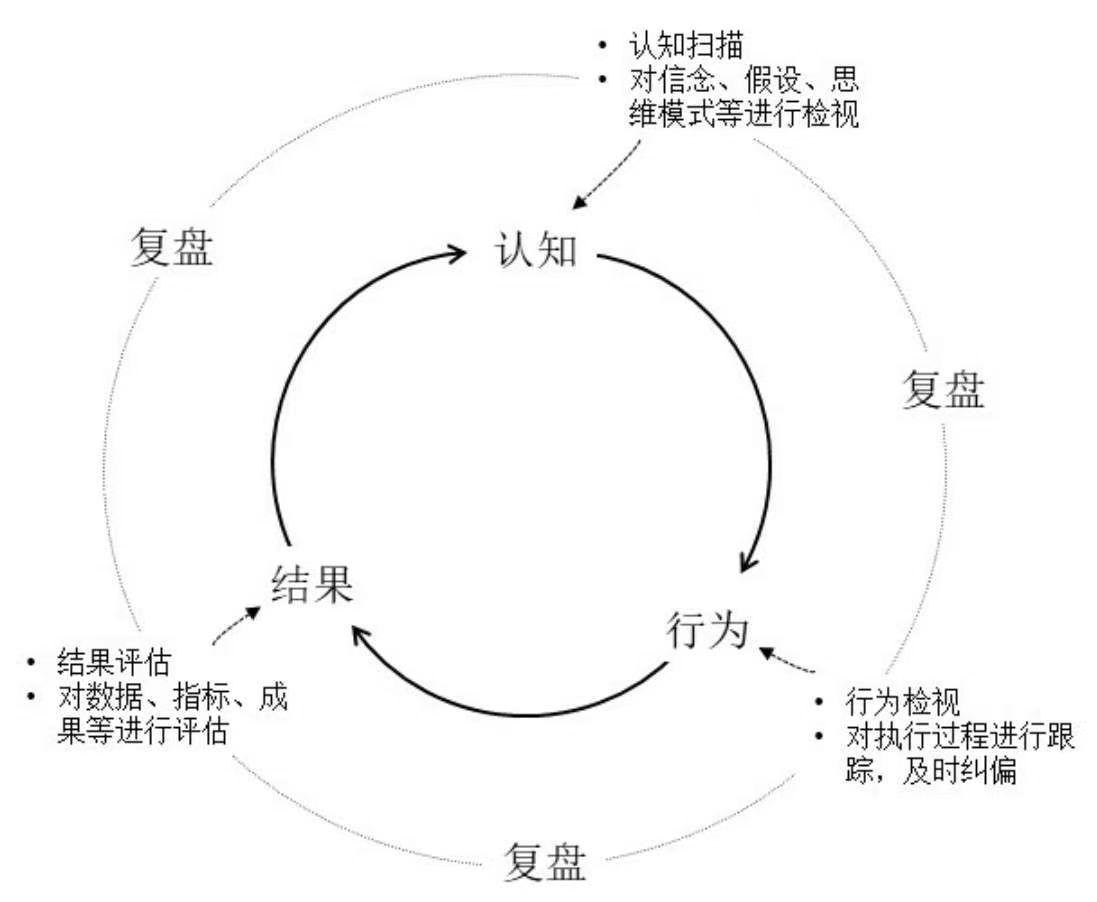 • 认知扫描
• 对信念、假设、思
维模式等进行检视
复盘
认知
复盘
结果
行为
• 结果评估
• 对数据、指标、成
果等进行评估
• 行为检视
• 对执行过程进行跟
踪，及时纠偏
复盘